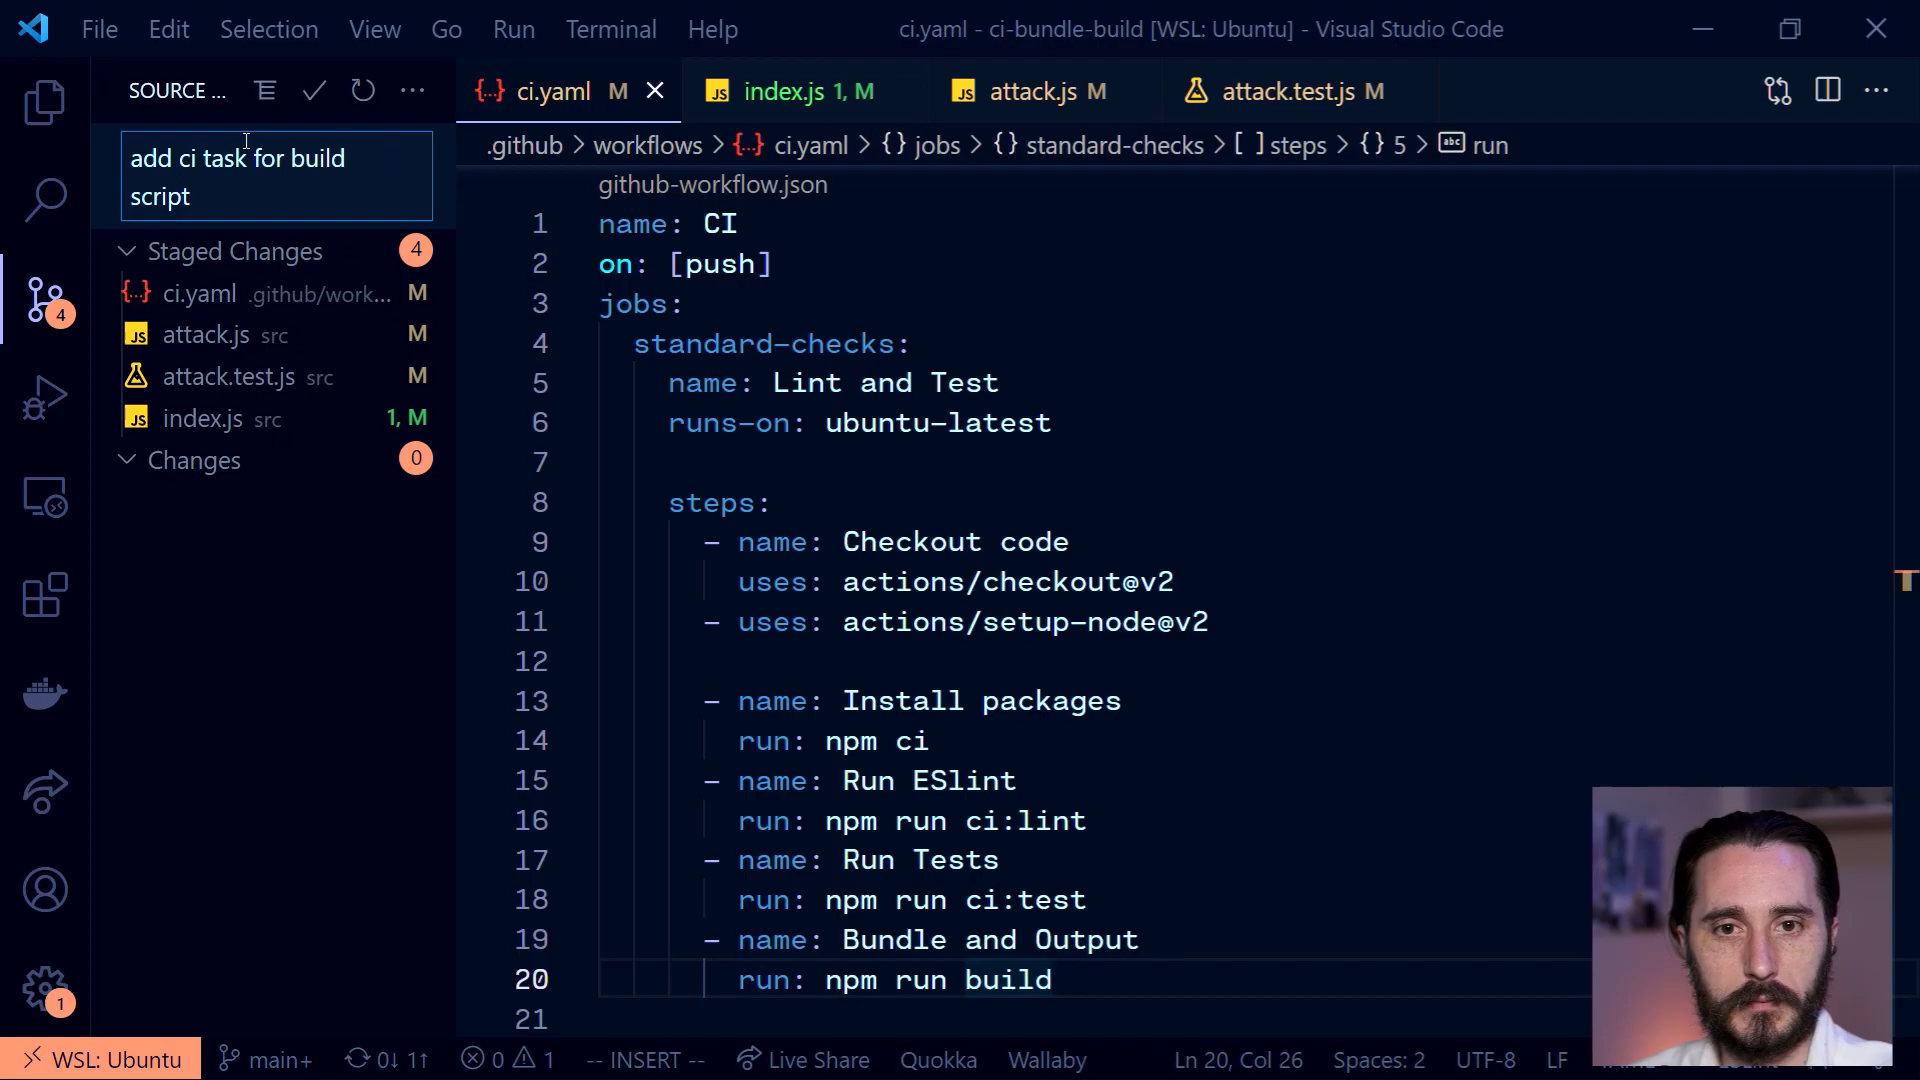 File Edit Selection View Go Run Terminal Help ci.yaml - ci-bundle-build [WSL: Ubuntu] - Visual Studio Code
SOURCE ...
ci.yaml M index.js 1, M attack.js M attack.test.js M
.github workflows {..} ci.yaml {} jobs {} standard-checks [ ] steps {} 5 abc run
add ci task for build
script
Staged Changes 4
{..} ci.yaml .github/work... M
JS attack.js src M
attack.test.js src M
JS index.js src 1, M
Changes 0
4
1
github-workflow.json
1 name: CI
2 on: [push]
3 jobs:
4 standard-checks:
5 name: Lint and Test
6 runs-on: ubuntu-latest
7
8 steps:
9 - name: Checkout code
10 uses: actions/checkout@v2
11 - uses: actions/setup-node@v2
12
13 - name: Install packages
14 run: npm ci
15 - name: Run ESlint
16 run: npm run ci:lint
17 - name: Run Tests
18 run: npm run ci:test
19 - name: Bundle and Output
20 run: npm run build
21
WSL: Ubuntu main+ 0↓ 1↑ 0 1 -- INSERT -- Live Share Quokka Wallaby Ln 20, Col 26 Spaces: 2 UTF-8 LF